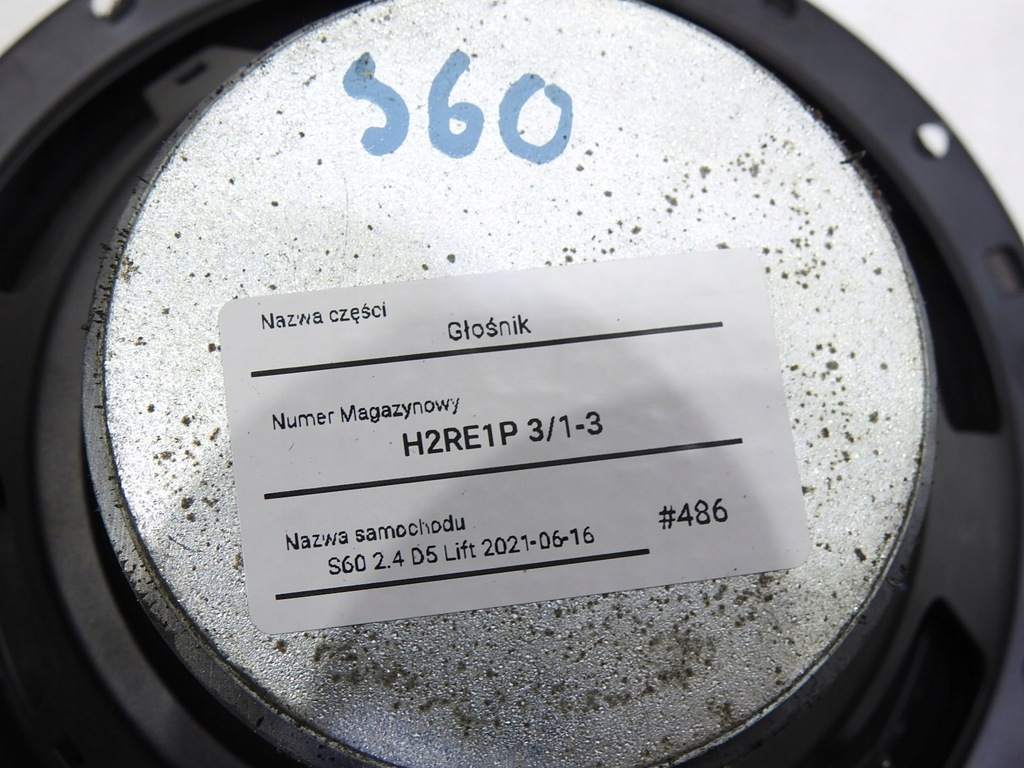 S60
Nazwa części
Głośnik
Numer Magazynowy
H2RE1P 3/1-3
Nazwa samochodu
#486
S60 2.4 D5 Lift 2021-06-16